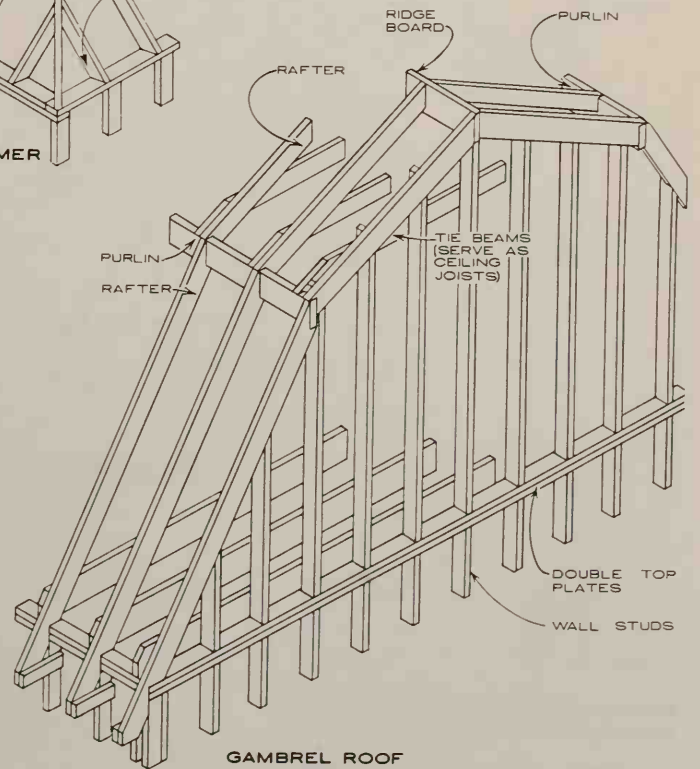 RIDGE
BOARD
PURLIN
RAFTER
MER
PURLIN
RAFTER
TIE BEAMS
(SERVE AS
CEILING
JOISTS)
DOUBLE TOP
PLATES
WALL STUDS
GAMBREL ROOF